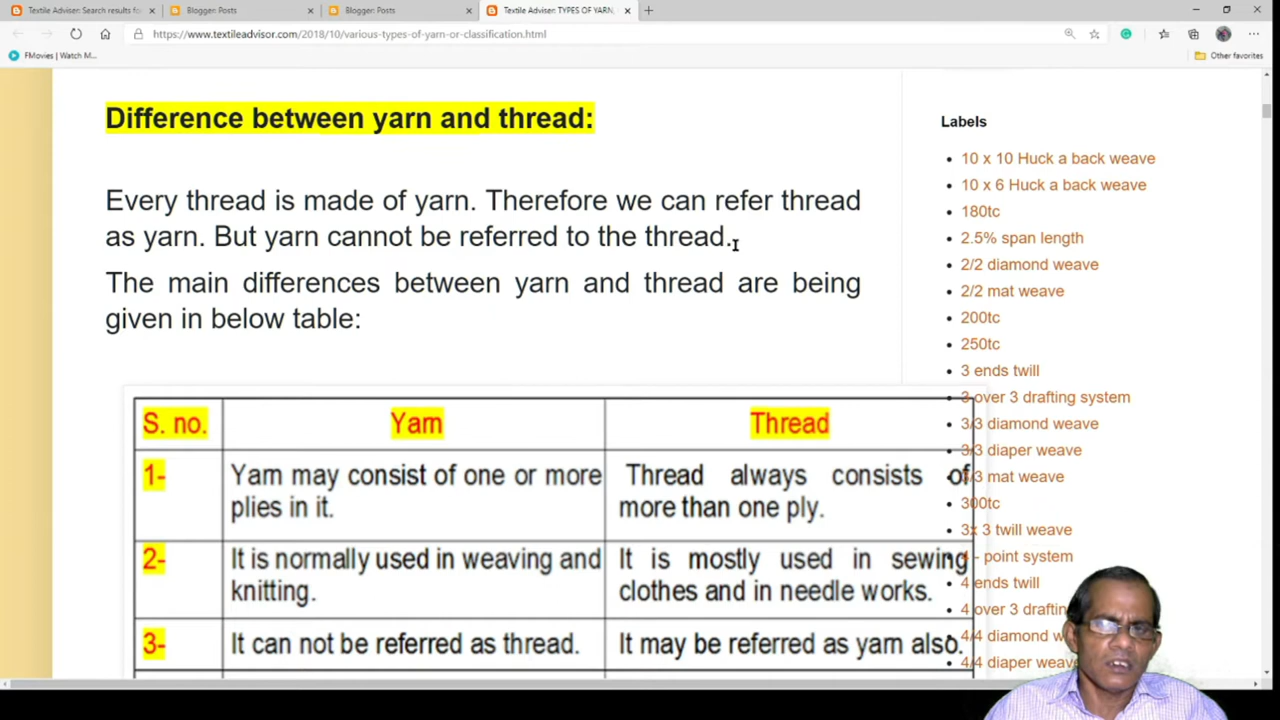 Textile Adviser: Search results fo
Blogger: Posts
Blogger: Posts
Textile Adviser: TYPES OF YARN,
https://www.textileadvisor.com/2018/10/various-types-of-yarn-or-classification.html
FMovies | Watch M...
Other favorites
Difference between yarn and thread:
Every thread is made of yarn. Therefore we can refer thread
as yarn. But yarn cannot be referred to the thread.
The main differences between yarn and thread are being
given in below table:
S. no.
Yarn
Thread
1-
Yarn may consist of one or more
plies in it.
Thread always consists of
more than one ply.
2-
It is normally used in weaving and
knitting.
It is mostly used in sewing
clothes and in needle works.
3-
It can not be referred as thread.
It may be referred as yarn also.
Labels
10 x 10 Huck a back weave
10 x 6 Huck a back weave
180tc
2.5% span length
2/2 diamond weave
2/2 mat weave
200tc
250tc
3 ends twill
3 over 3 drafting system
3/3 diamond weave
3/3 diaper weave
3/3 mat weave
300tc
3x 3 twill weave
4 - point system
4 ends twill
4 over 3 draftin
4/4 diamond w
4/4 diaper weave